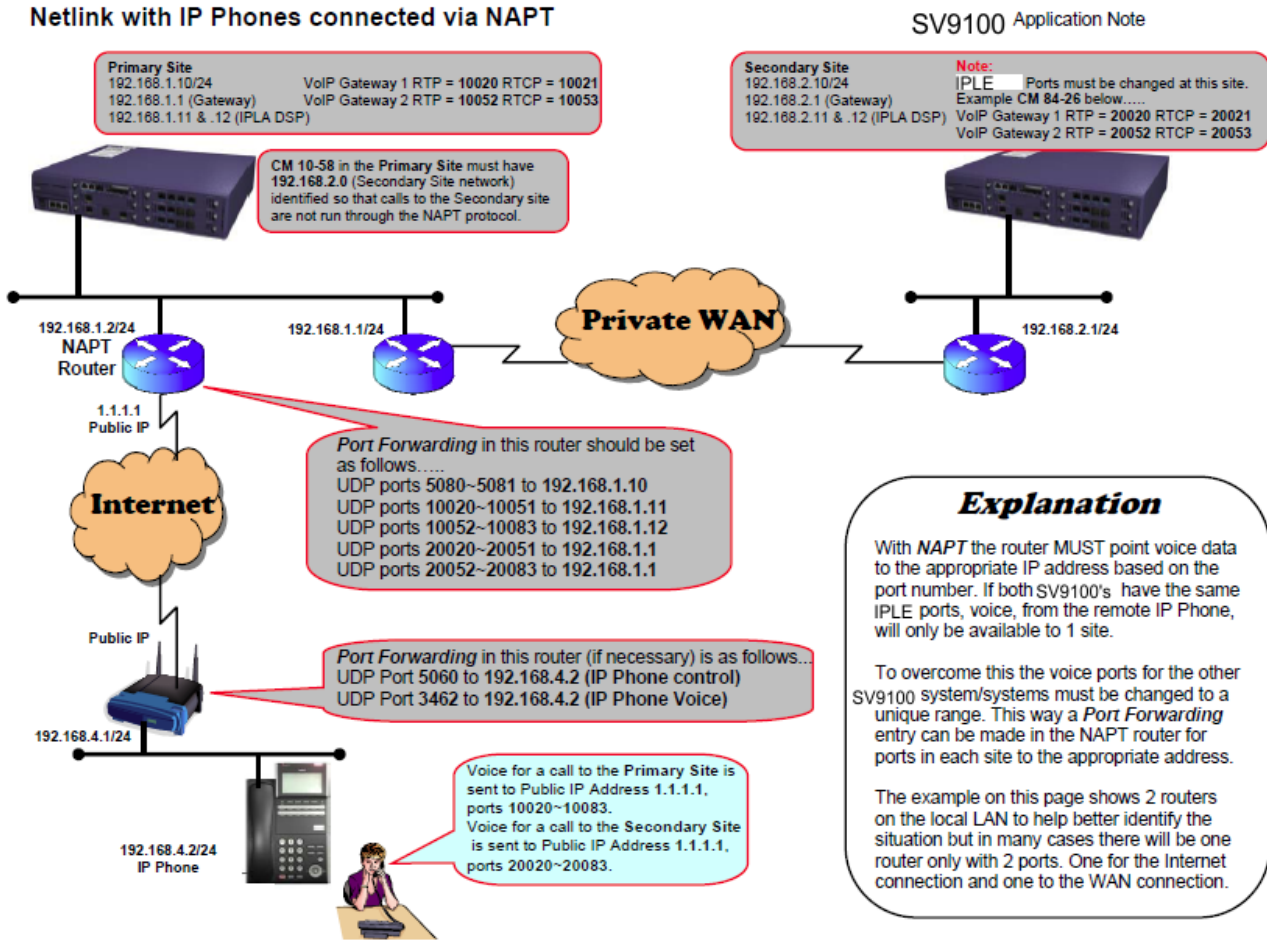 Netlink with IP Phones connected via NAPT
SV9100 Application Note
Primary Site
192.168.1.10/24 VoIP Gateway 1 RTP = 10020 RTCP = 10021
192.168.1.1 (Gateway) VoIP Gateway 2 RTP = 10052 RTCP = 10053
192.168.1.11 & .12 (IPLA DSP)
Secondary Site
192.168.2.10/24
192.168.2.1 (Gateway)
192.168.2.11 & .12 (IPLA DSP)
Note:
IPLE Ports must be changed at this site.
Example CM 84-26 below.....
VoIP Gateway 1 RTP = 20020 RTCP = 20021
VoIP Gateway 2 RTP = 20052 RTCP = 20053
CM 10-58 in the Primary Site must have
192.168.2.0 (Secondary Site network)
identified so that calls to the Secondary site
are not run through the NAPT protocol.
192.168.1.2/24
NAPT
Router
192.168.1.1/24
Private WAN
192.168.2.1/24
1.1.1.1
Public IP
Internet
Port Forwarding in this router should be set
as follows.....
UDP ports 5080~5081 to 192.168.1.10
UDP ports 10020~10051 to 192.168.1.11
UDP ports 10052~10083 to 192.168.1.12
UDP ports 20020~20051 to 192.168.1.1
UDP ports 20052~20083 to 192.168.1.1
Public IP
Port Forwarding in this router (if necessary) is as follows...
UDP Port 5060 to 192.168.4.2 (IP Phone control)
UDP Port 3462 to 192.168.4.2 (IP Phone Voice)
192.168.4.1/24
192.168.4.2/24
IP Phone
Voice for a call to the Primary Site is
sent to Public IP Address 1.1.1.1,
ports 10020~10083.
Voice for a call to the Secondary Site
is sent to Public IP Address 1.1.1.1,
ports 20020~20083.
Explanation
With NAPT the router MUST point voice data
to the appropriate IP address based on the
port number. If both SV9100's have the same
IPLE ports, voice, from the remote IP Phone,
will only be available to 1 site.
To overcome this the voice ports for the other
SV9100 system/systems must be changed to a
unique range. This way a Port Forwarding
entry can be made in the NAPT router for
ports in each site to the appropriate address.
The example on this page shows 2 routers
on the local LAN to help better identify the
situation but in many cases there will be one
router only with 2 ports. One for the Internet
connection and one to the WAN connection.